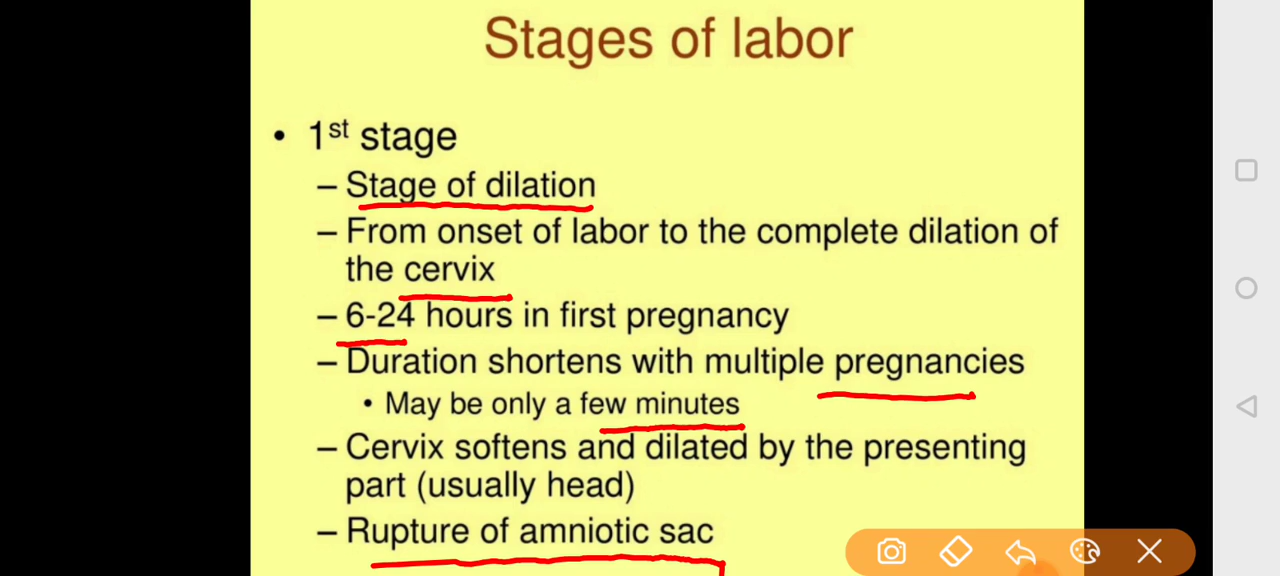 Stages of labor
• 1st stage
– Stage of dilation
– From onset of labor to the complete dilation of
the cervix
– 6-24 hours in first pregnancy
– Duration shortens with multiple pregnancies
• May be only a few minutes
– Cervix softens and dilated by the presenting
part (usually head)
– Rupture of amniotic sac